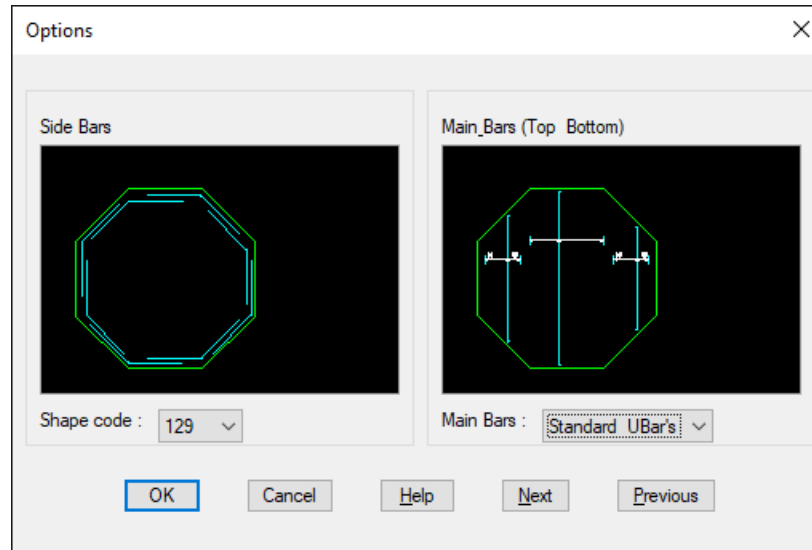 Options
Side Bars
Main_Bars (Top Bottom)
Shape code :
129
Main Bars :
Standard UBar's
OK
Cancel
Help
Next
Previous